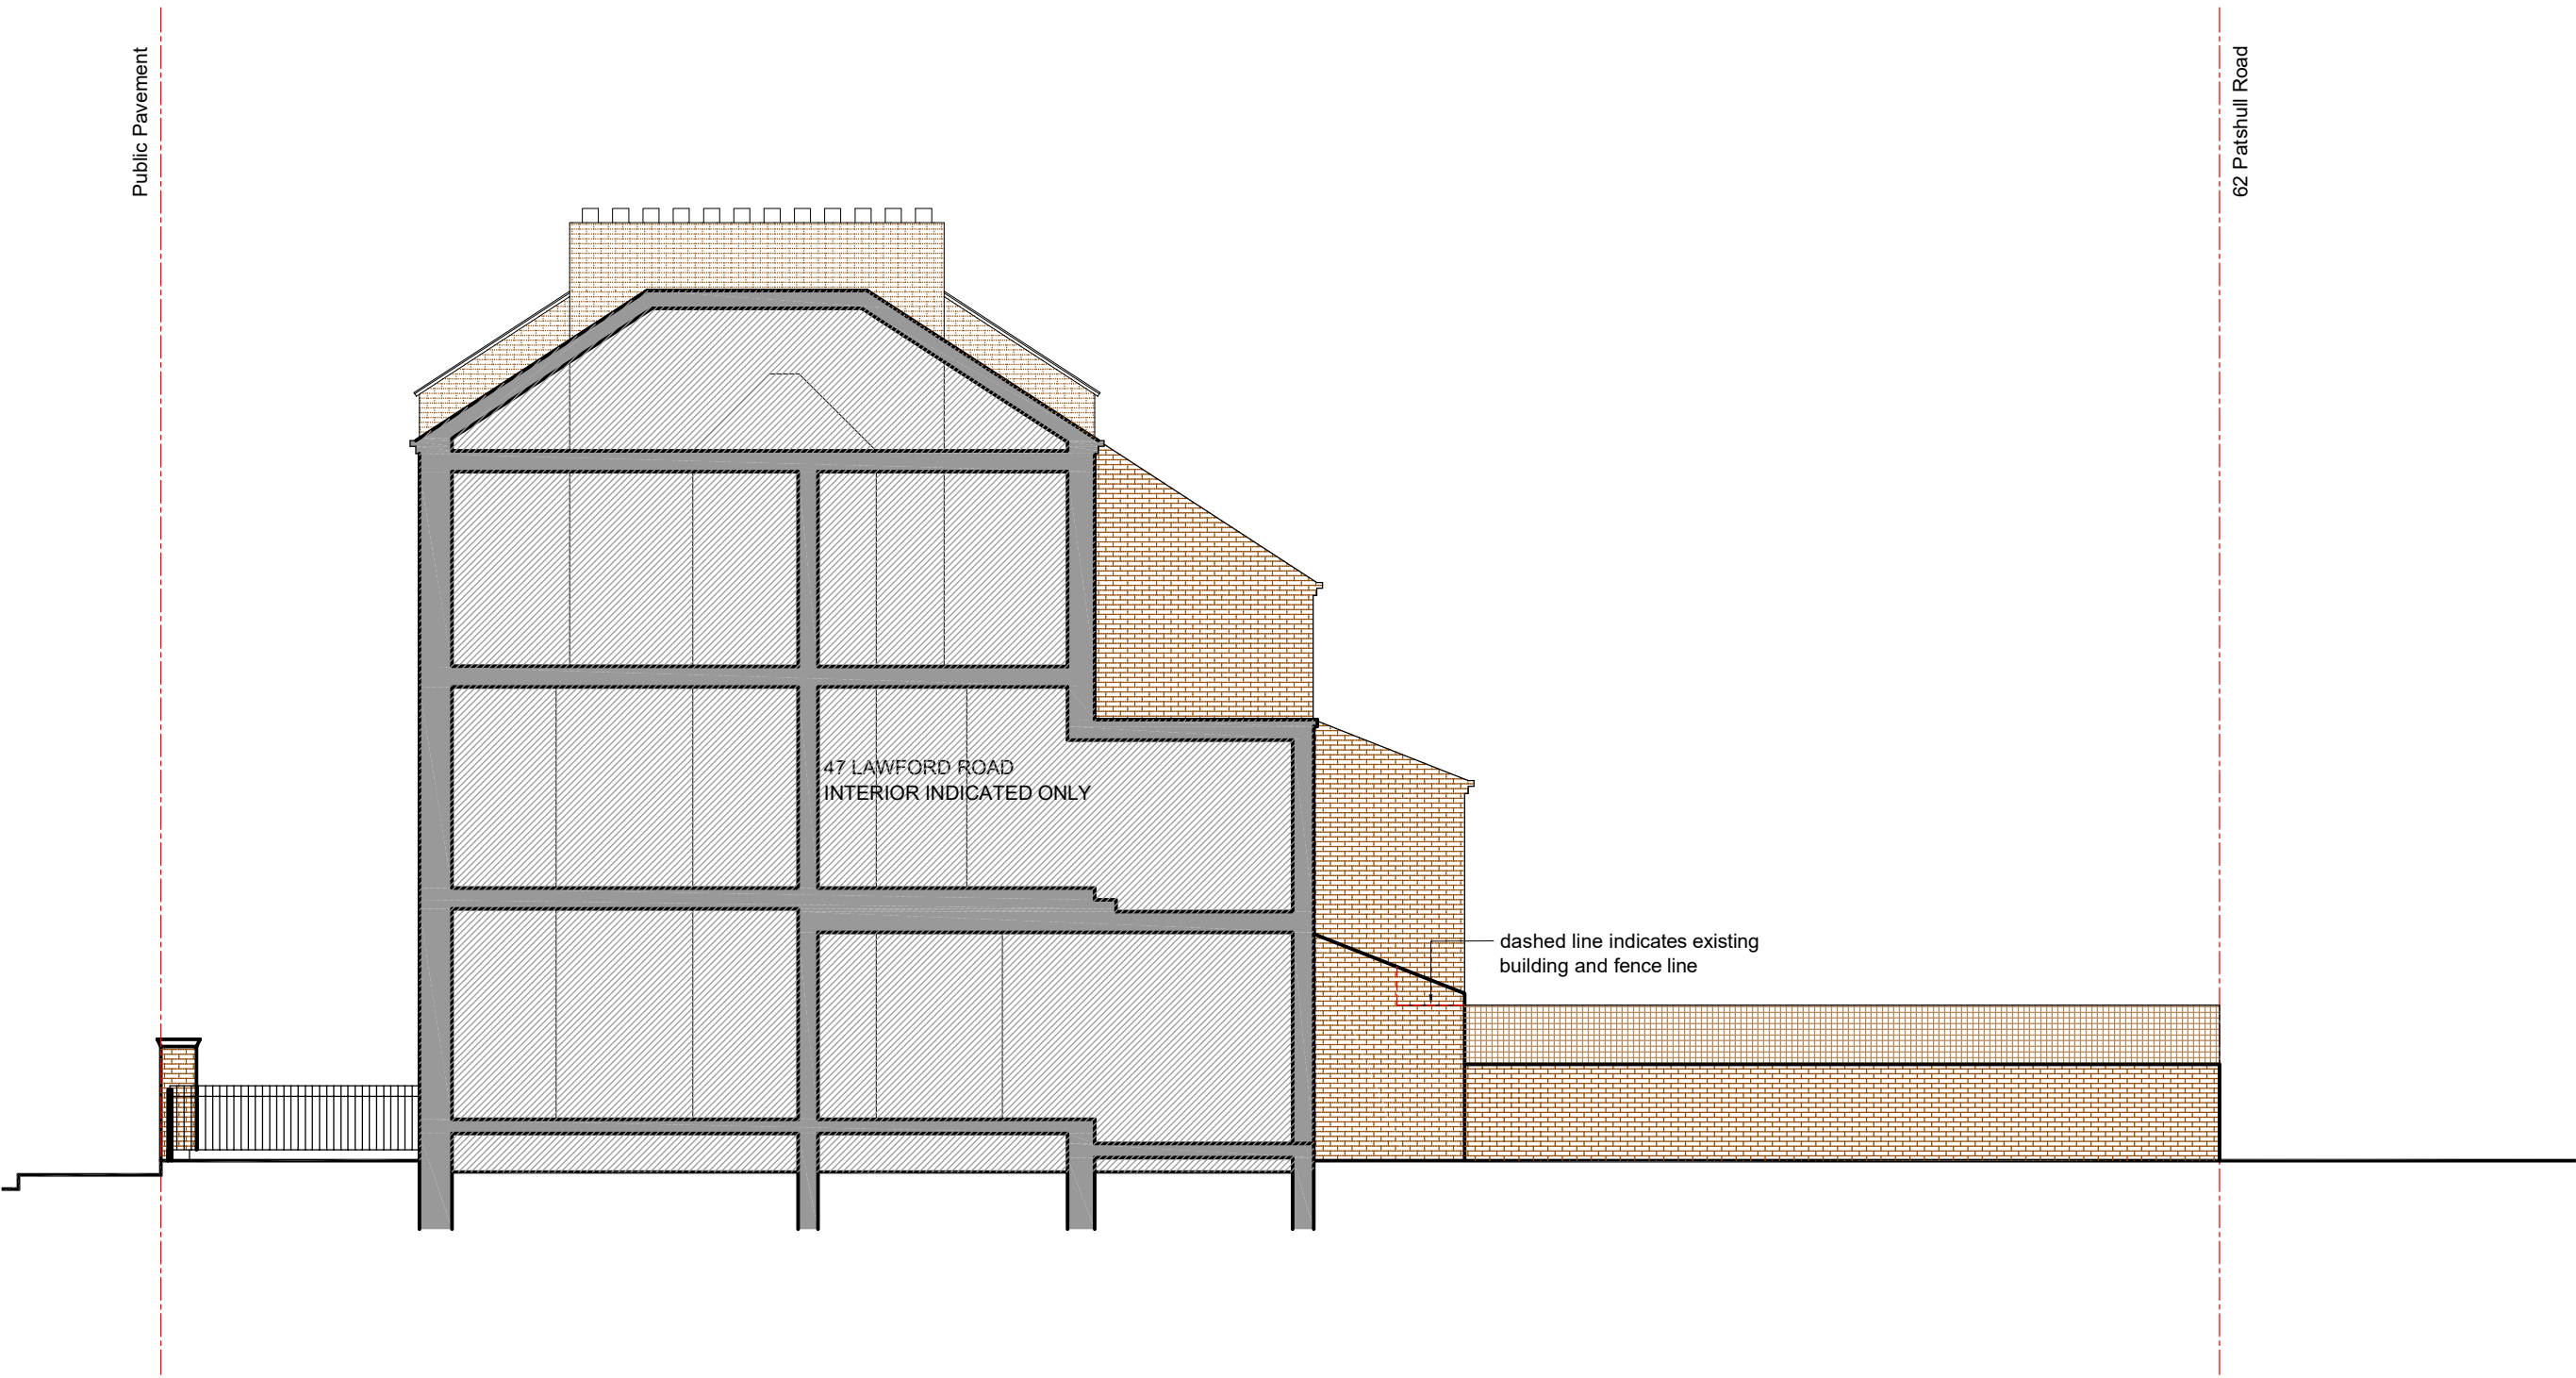 Public Pavement
62 Patshull Road
47 LAWFORD ROAD
INTERIOR INDICATED ONLY
dashed line indicates existing
building and fence line